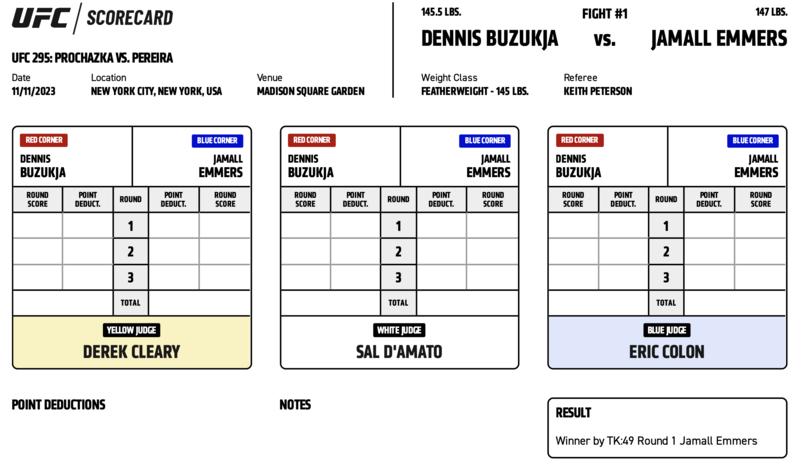 UFC SCORECARD
UFC 295: PROCHAZKA VS. PEREIRA
Date Location Venue
11/11/2023 NEW YORK CITY, NEW YORK, USA MADISON SQUARE GARDEN
145.5 LBS. FIGHT #1 147 LBS.
DENNIS BUZUKJA vs. JAMALL EMMERS
Weight Class Referee
FEATHERWEIGHT - 145 LBS. KEITH PETERSON
RED CORNER BLUE CORNER
DENNIS JAMALL
BUZUKJA EMMERS
ROUND POINT ROUND POINT ROUND
SCORE DEDUCT. DEDUCT. SCORE
1
2
3
TOTAL
YELLOW JUDGE
DEREK CLEARY
RED CORNER BLUE CORNER
DENNIS JAMALL
BUZUKJA EMMERS
ROUND POINT ROUND POINT ROUND
SCORE DEDUCT. DEDUCT. SCORE
1
2
3
TOTAL
WHITE JUDGE
SAL D'AMATO
RED CORNER BLUE CORNER
DENNIS JAMALL
BUZUKJA EMMERS
ROUND POINT ROUND POINT ROUND
SCORE DEDUCT. DEDUCT. SCORE
1
2
3
TOTAL
BLUE JUDGE
ERIC COLON
POINT DEDUCTIONS
NOTES
RESULT
Winner by TK:49 Round 1 Jamall Emmers